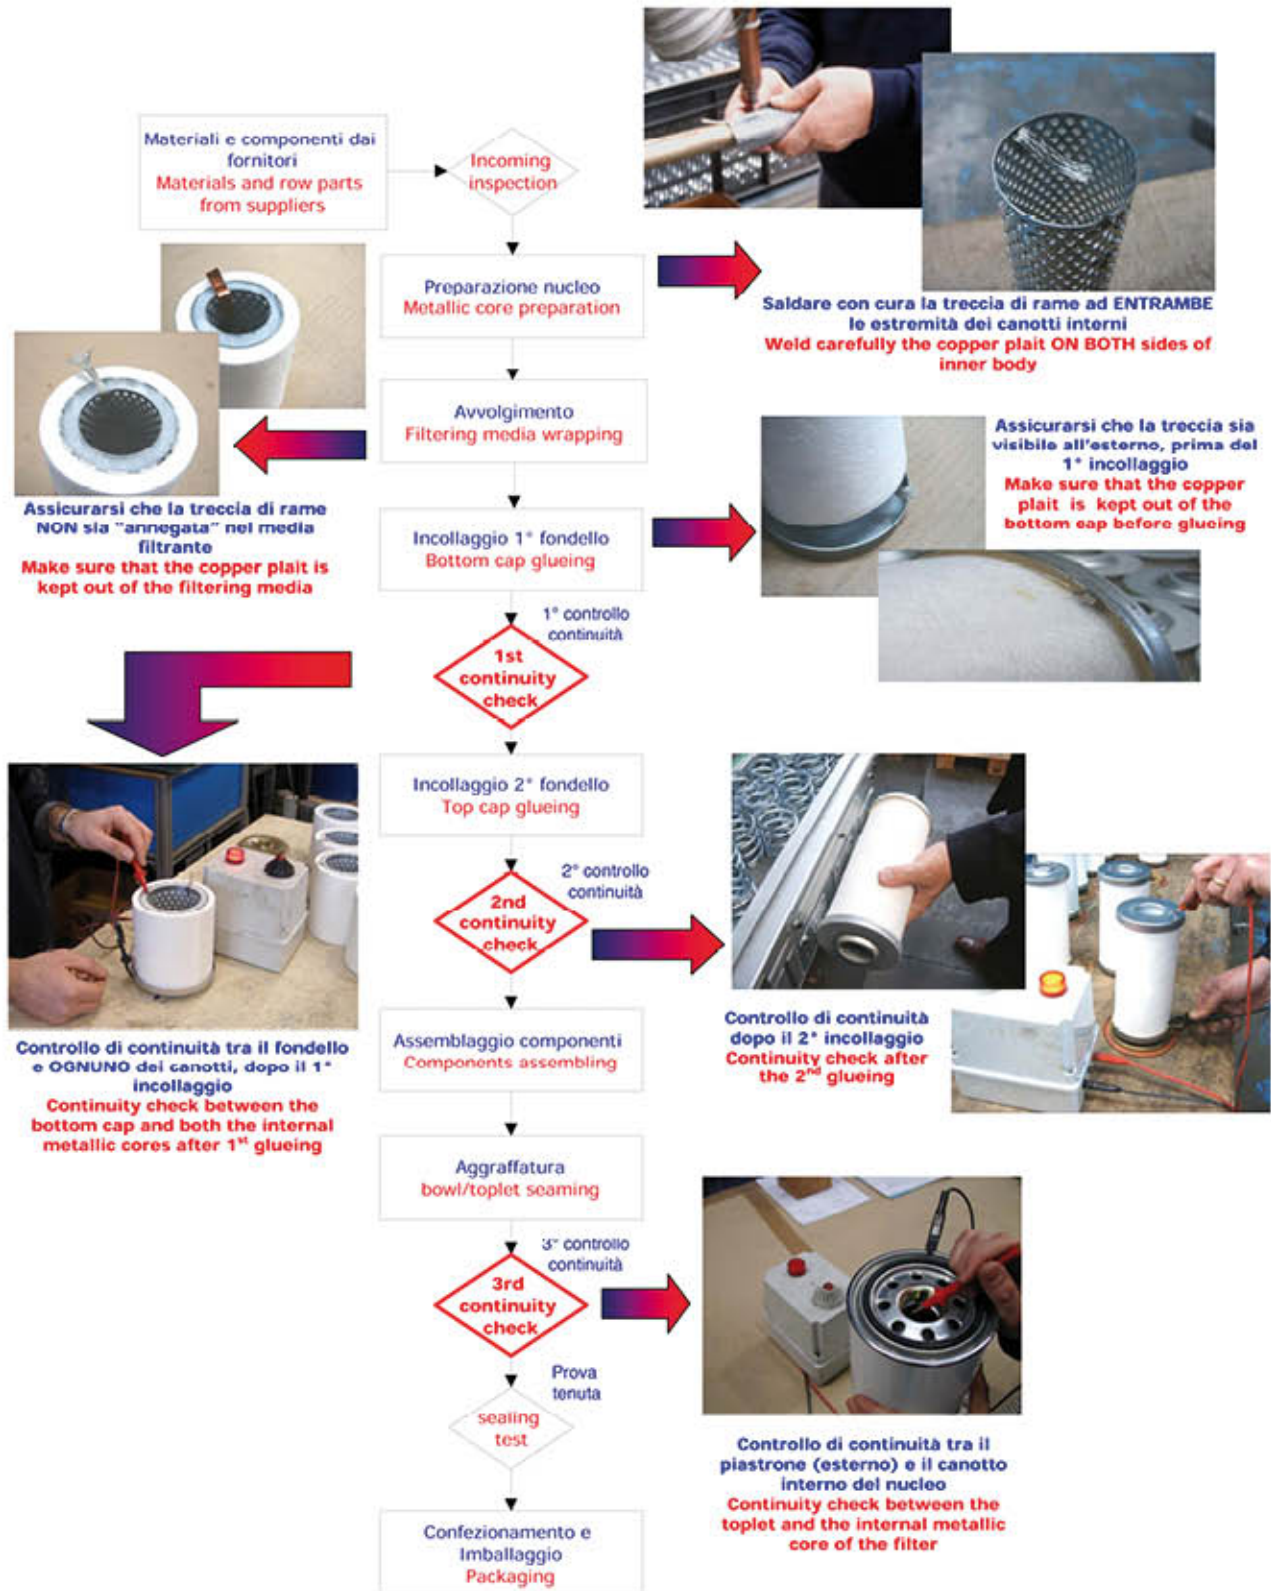 Materiali e componenti dai
fornitori
Materials and row parts
from suppliers
Incoming
inspection
Preparazione nucleo
Metallic core preparation
Saldare con cura la treccia di rame ad ENTRAMBE
le estremità dei canotti interni
Weld carefully the copper plait ON BOTH sides of
inner body
Avvolgimento
Filtering media wrapping
Assicurarsi che la treccia di rame
NON sia "annegata" nel media
filtrante
Make sure that the copper plait is
kept out of the filtering media
Assicurarsi che la treccia sia
visibile all'esterno, prima del
1° incollaggio
Make sure that the copper
plait is kept out of the
bottom cap before glueing
Incollaggio 1° fondello
Bottom cap glueing
1° controllo
continuità
1st
continuity
check
Controllo di continuità tra il fondello
e OGNUNO dei canotti, dopo il 1°
incollaggio
Continuity check between the
bottom cap and both the internal
metallic cores after 1st glueing
Incollaggio 2° fondello
Top cap glueing
2° controllo
continuità
2nd
continuity
check
Controllo di continuità
dopo il 2° incollaggio
Continuity check after
the 2nd glueing
Assemblaggio componenti
Components assembling
Aggraffatura
bowl/toplet seaming
3° controllo
continuità
3rd
continuity
check
Controllo di continuità tra il
piastrone (esterno) e il canotto
interno del nucleo
Continuity check between the
toplet and the internal metallic
core of the filter
Prova
tenuta
sealing
test
Confezionamento e
Imballaggio
Packaging